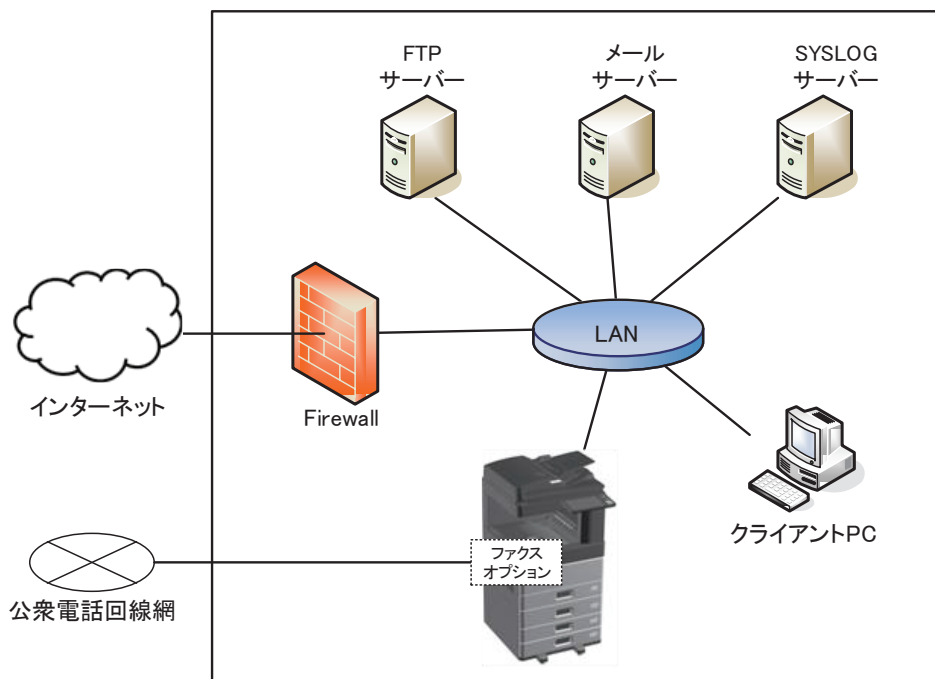 FTP
サーバー
メール
サーバー
SYSLOG
サーバー
LAN
インターネット
Firewall
クライアントPC
ファクス
オプション
公衆電話回線網